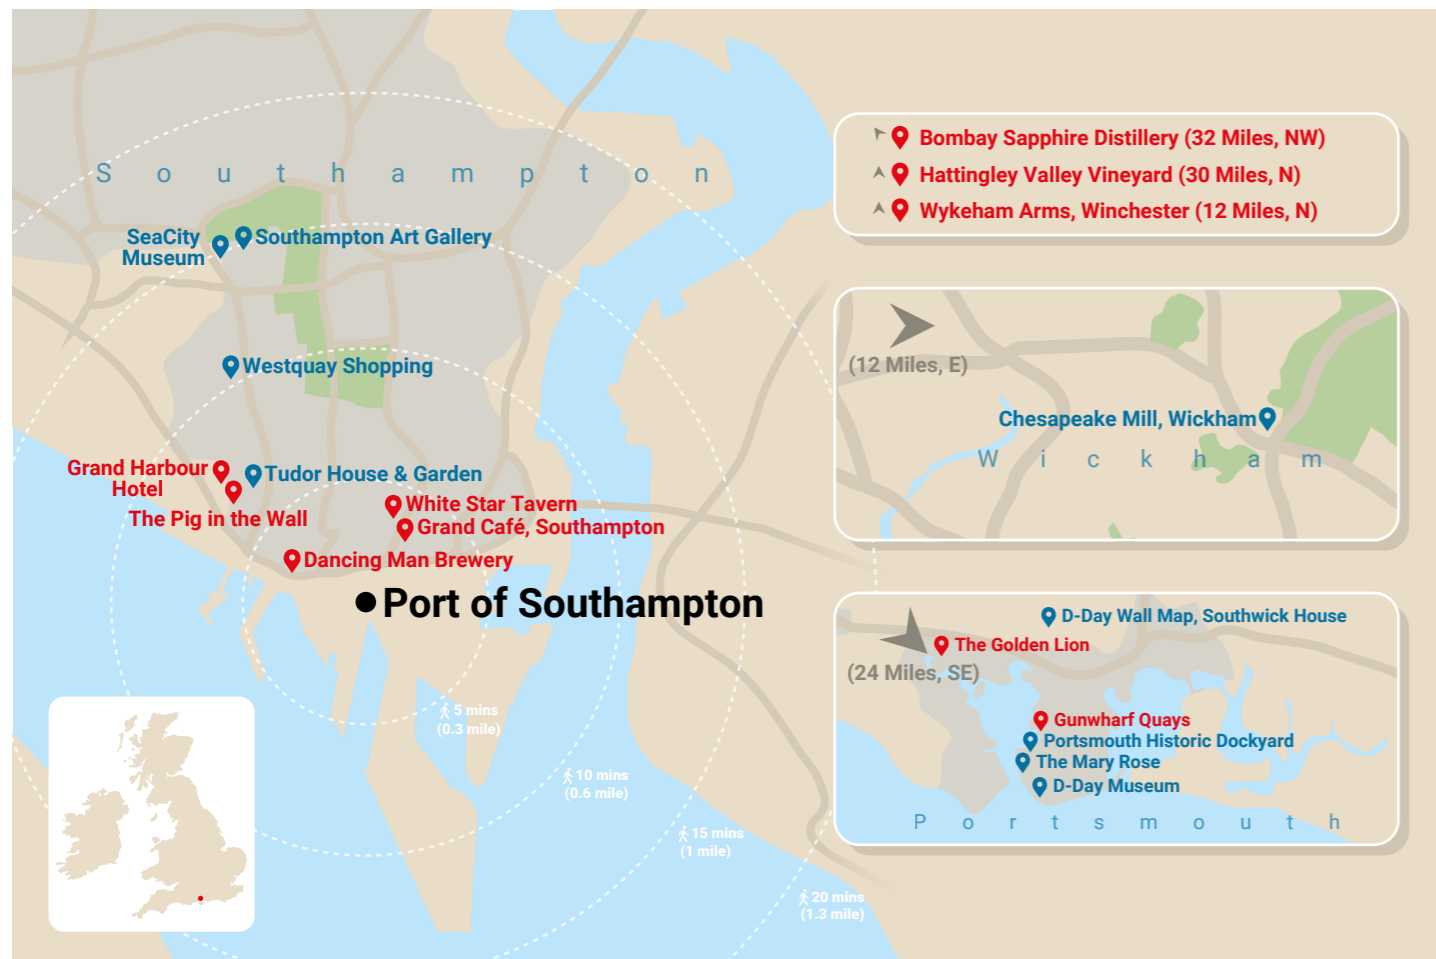 Southampton
SeaCity
Museum
Southampton Art Gallery
Westquay Shopping
Grand Harbour
Hotel
Tudor House & Garden
The Pig in the Wall
White Star Tavern
Grand Café, Southampton
Dancing Man Brewery
Port of Southampton
5 mins
(0.3 mile)
10 mins
(0.6 mile)
15 mins
(1 mile)
20 mins
(1.3 mile)
Bombay Sapphire Distillery (32 Miles, NW)
Hattingley Valley Vineyard (30 Miles, N)
Wykeham Arms, Winchester (12 Miles, N)
(12 Miles, E)
Chesapeake Mill, Wickham
Wickham
D-Day Wall Map, Southwick House
The Golden Lion
(24 Miles, SE)
Gunwharf Quays
Portsmouth Historic Dockyard
The Mary Rose
D-Day Museum
Portsmouth